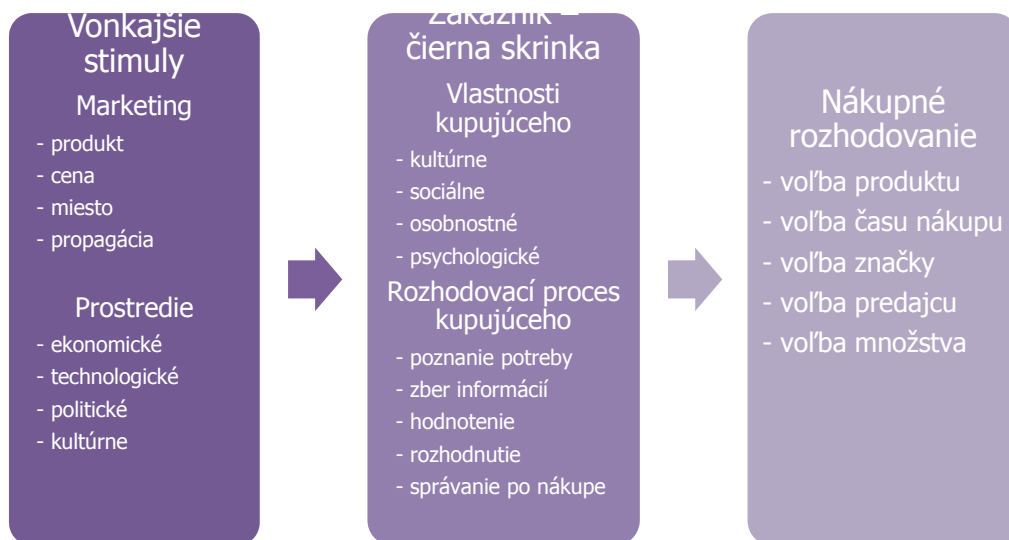 Vonkajšie
stimuly
Marketing
- produkt
- cena
- miesto
- propagácia
Prostredie
- ekonomické
- technologické
- politické
- kultúrne
Zákazník –
čierna skrinka
Vlastnosti
kupujúceho
- kultúrne
- sociálne
- osobnostné
- psychologické
Rozhodovací proces
kupujúceho
- poznanie potreby
- zber informácií
- hodnotenie
- rozhodnutie
- správanie po nákupe
Nákupné
rozhodovanie
- voľba produktu
- voľba času nákupu
- voľba značky
- voľba predajcu
- voľba množstva